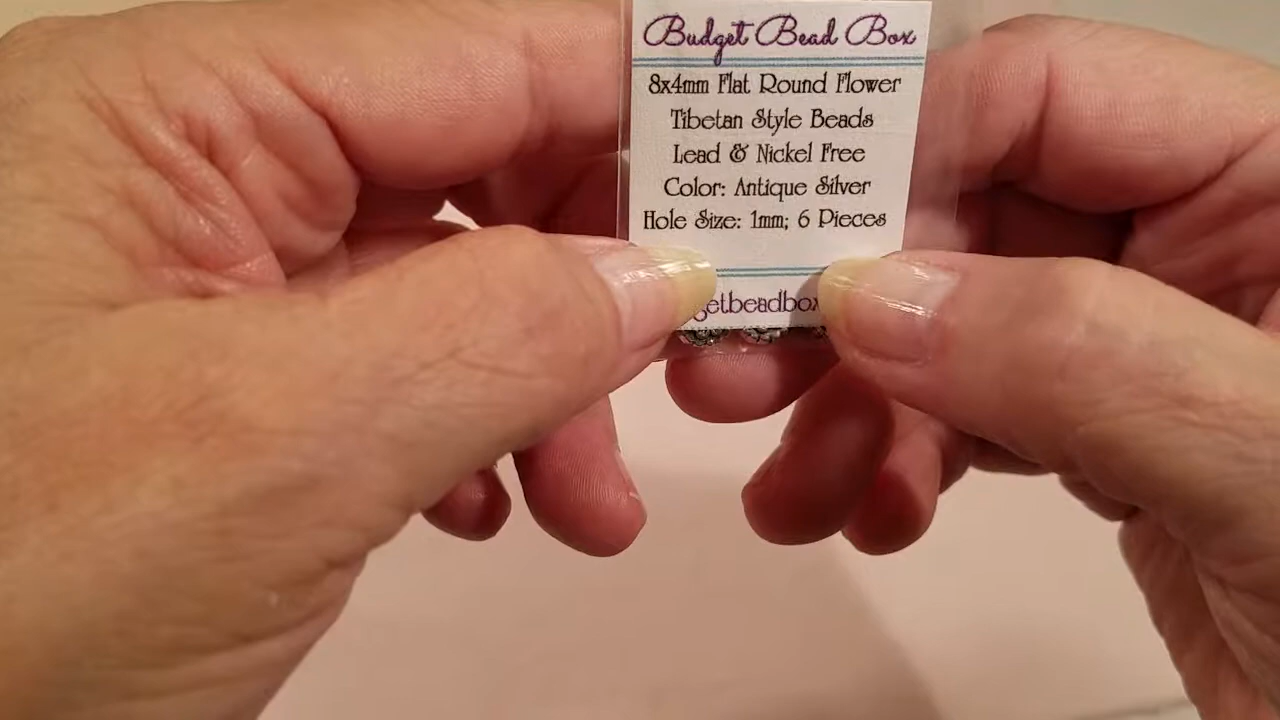 Budget Bead Box
8x4mm Flat Round Flower
Tibetan Style Beads
Lead & Nickel Free
Color: Antique Silver
Hole Size: 1mm; 6 Pieces
getbeadbox